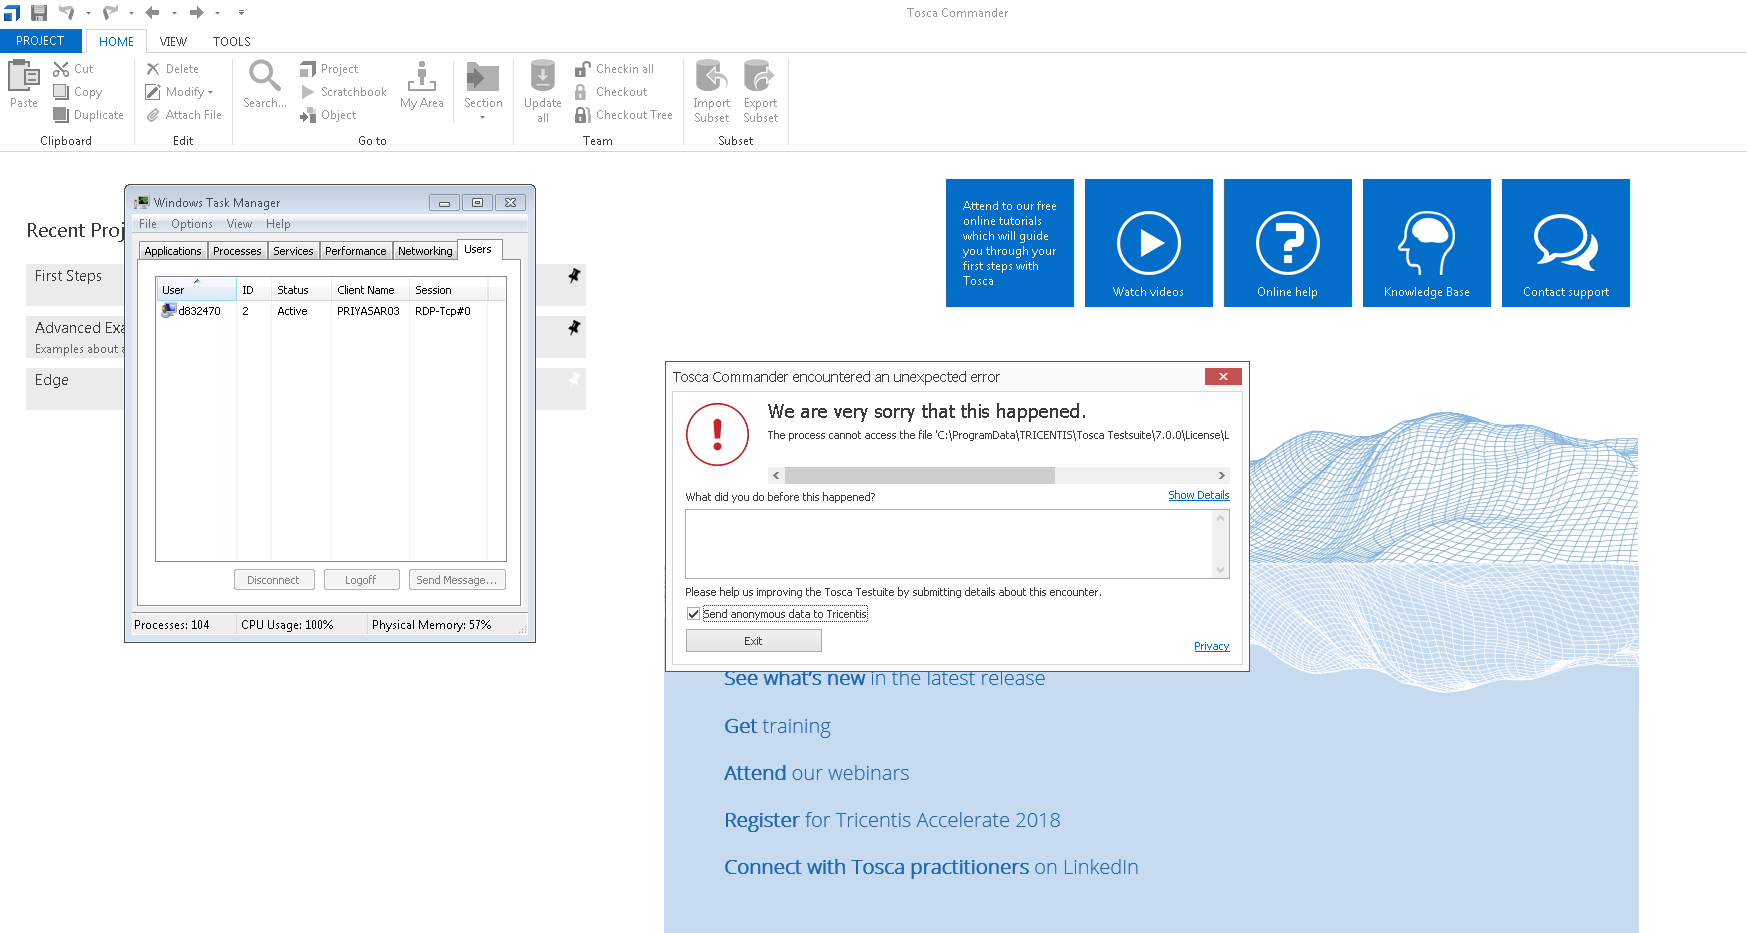 Tosca Commander
PROJECT HOME VIEW TOOLS
Paste
Cut
Copy
Duplicate
Clipboard
Delete
Modify
Attach File
Edit
Search...
Project
Scratchbook
Object
My Area
Section
Go to
Update all
Checkin all
Checkout
Checkout Tree
Team
Import Subset
Export Subset
Subset
Recent Proj
First Steps
Advanced Exa
Examples about a
Edge
Windows Task Manager
File Options View Help
Applications Processes Services Performance Networking Users
User ID Status Client Name Session
d832470 2 Active PRIYASAR03 RDP-Tcp#0
Disconnect Logoff Send Message...
Processes: 104 CPU Usage: 100% Physical Memory: 57%
Attend to our free
online tutorials
which will guide
you through your
first steps with
Tosca
Watch videos
Online help
Knowledge Base
Contact support
Tosca Commander encountered an unexpected error
We are very sorry that this happened.
The process cannot access the file 'C:\ProgramData\TRICENTIS\Tosca Testsuite\7.0.0\License\L
What did you do before this happened?
Show Details
Please help us improving the Tosca Testuite by submitting details about this encounter.
Send anonymous data to Tricentis
Exit
Privacy
See what's new in the latest release
Get training
Attend our webinars
Register for Tricentis Accelerate 2018
Connect with Tosca practitioners on LinkedIn